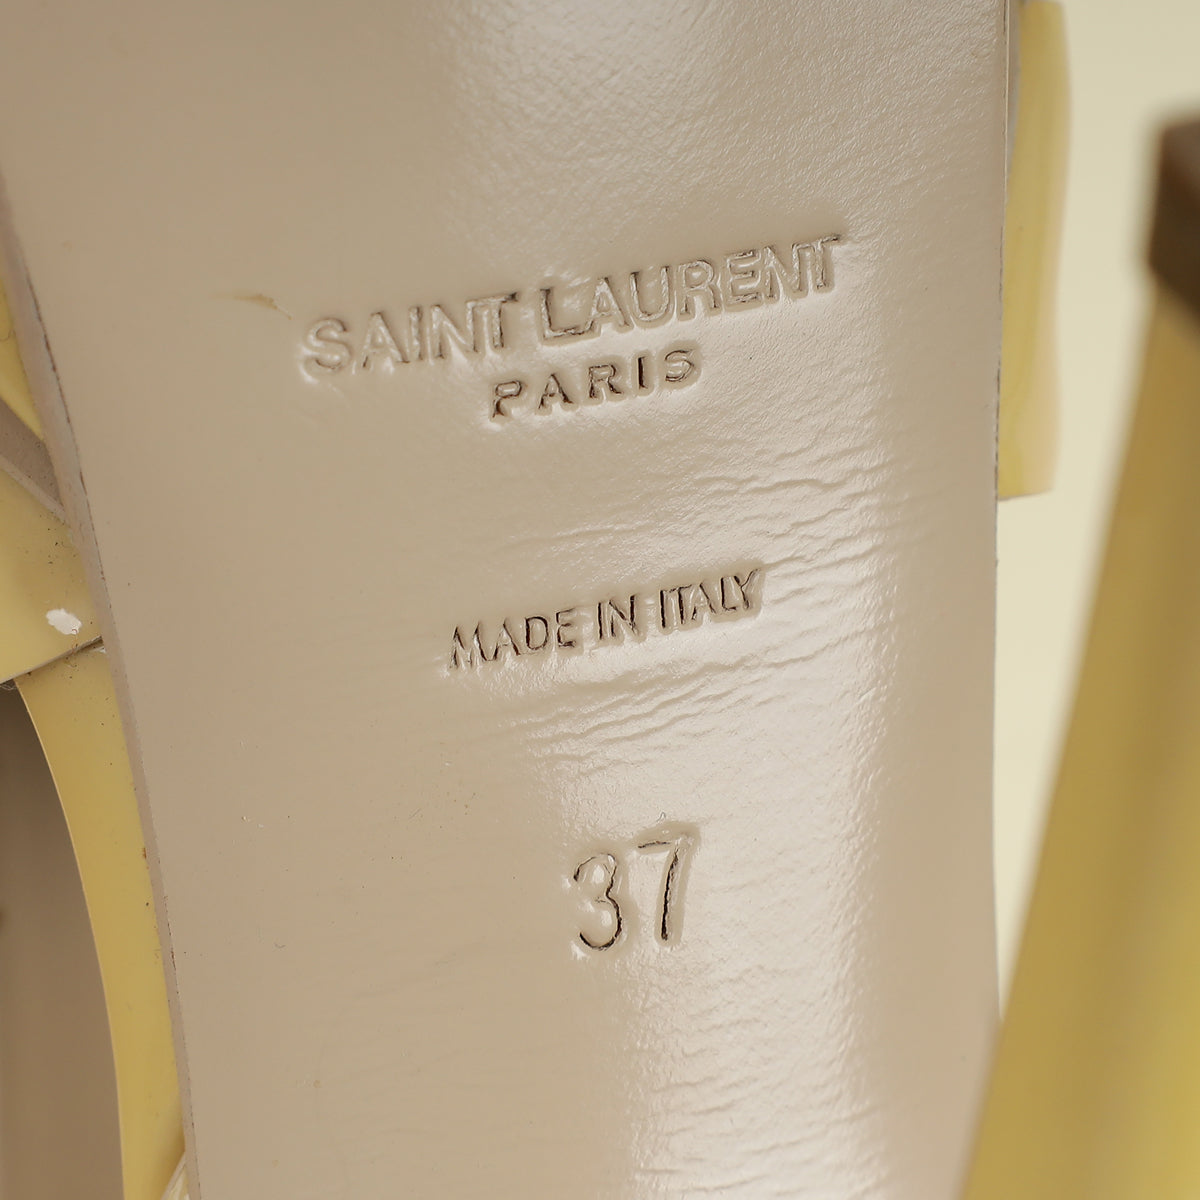 SAINT LAURENT
PARIS
MADE IN ITALY
37